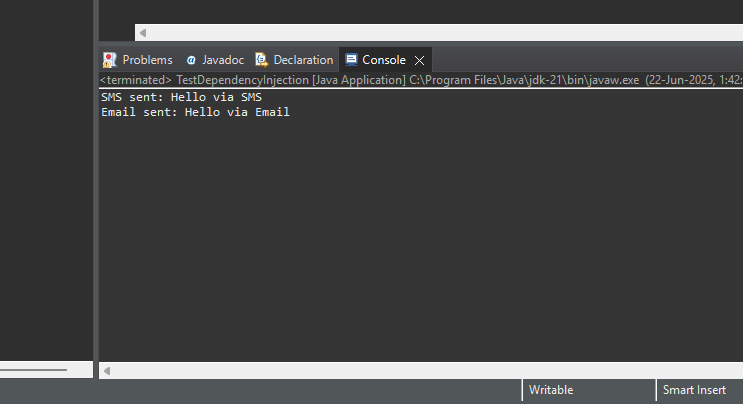 Problems @ Javadoc Declaration Console
<terminated> TestDependencyInjection [Java Application] C:\Program Files\Java\jdk-21\bin\javaw.exe (22-Jun-2025, 1:42:
SMS sent: Hello via SMS
Email sent: Hello via Email
Writable Smart Insert